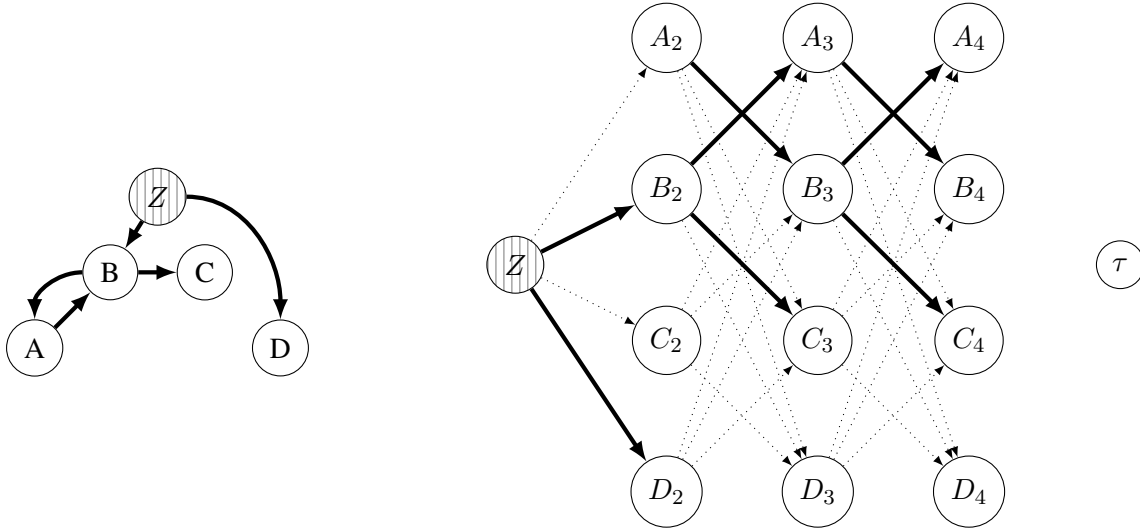 Z
B
C
A
D
Z
A₂
A₃
A₄
B₂
B₃
B₄
C₂
C₃
C₄
D₂
D₃
D₄
τ